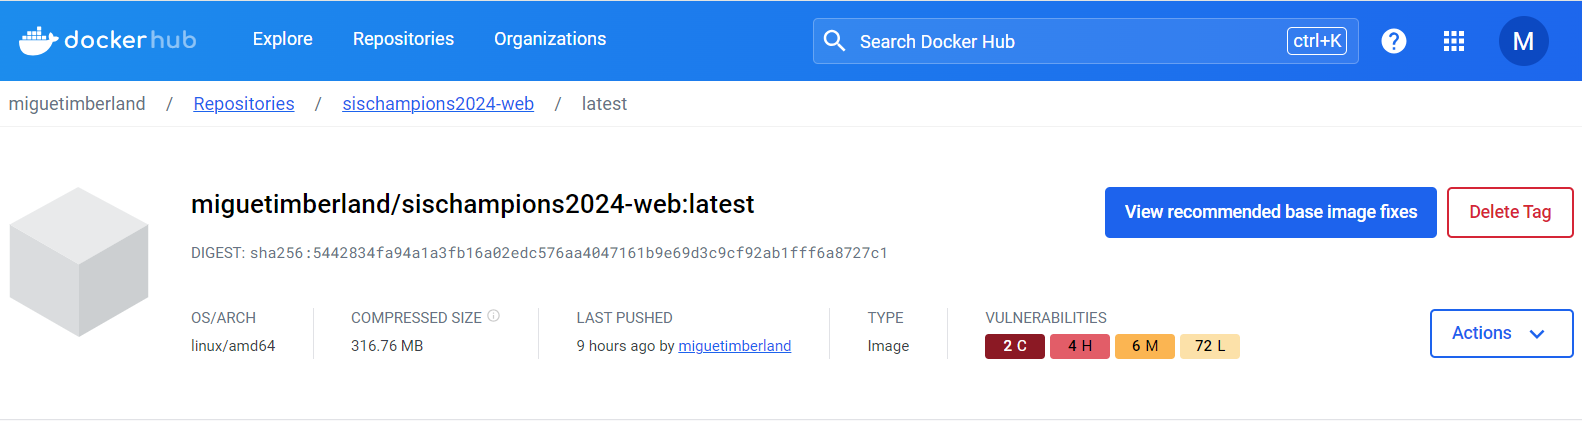 dockerhub Explore Repositories Organizations Search Docker Hub ctrl+K ? M
miguetimberland / Repositories / sischampions2024-web / latest
miguetimberland/sischampions2024-web:latest
View recommended base image fixes Delete Tag
DIGEST: sha256:5442834fa94a1a3fb16a02edc576aa4047161b9e69d3c9cf92ab1fff6a8727c1
OS/ARCH COMPRESSED SIZE LAST PUSHED TYPE VULNERABILITIES
linux/amd64 316.76 MB 9 hours ago by miguetimberland Image 2 C 4 H 6 M 72 L
Actions